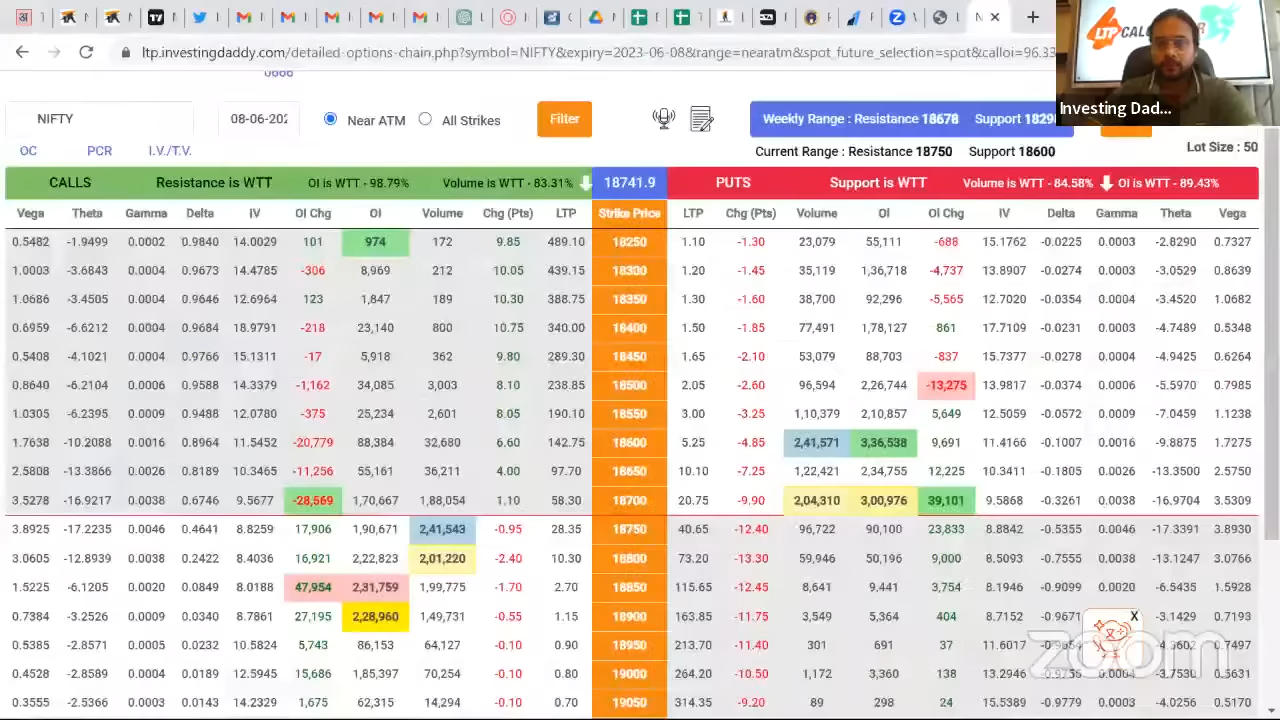 ltp.investingdaddy.com/detailed-options-chain.php?symbol=NIFTY&expiry=2023-06-08&range=nearatm&spot_future_selection=spot&calloi=96.33
Investing Dad...
0666
NIFTY 08-06-202 Near ATM Strikes Filter Weekly Range : Resistance 18678 Support 1829
OC PCR I.V./T.V. Current Range : Resistance 18750 Support 18600 Lot Size : 50
CALLS Resistance is WTT OI is WTT - 98.79% Volume is WTT - 83.31% 18741.9 PUTS Support is WTT Volume is WTT - 84.58% OI is WTT - 89.43%
Vega Theta Gamma Delta IV OI Chg OI Volume Chg (Pts) LTP Strike Price LTP Chg (Pts) Volume OI OI Chg IV Delta Gamma Theta Vega
0.5482 -1.9499 0.0002 0.9840 14.0029 101 974 172 9.85 489.10 18250 1.10 -1.30 23,079 55,111 -688 15.1762 -0.0225 0.0003 -2.8290 0.7327
1.0003 -3.6843 0.0004 0.9673 14.4785 -306 8,969 212 10.05 439.15 18300 1.20 -1.45 35,119 1,36,718 -4,737 13.8907 -0.0274 0.0003 -3.0529 0.8639
1.0686 -3.4505 0.0004 0.9646 12.6964 123 1,647 189 10.30 388.75 18350 1.30 -1.60 38,700 92,296 -5,565 12.7020 -0.0354 0.0004 -3.4520 1.0682
0.6959 -6.6212 0.0004 0.9684 18.9791 -218 23,140 800 10.75 340.00 18400 1.50 -1.85 77,491 1,78,127 861 17.7109 -0.0231 0.0003 -4.7489 0.5348
0.5408 -4.1021 0.0004 0.9766 15.1311 -17 5,918 362 9.80 289.30 18450 1.65 -2.10 53,079 88,703 -837 15.7377 -0.0278 0.0004 -4.9425 0.6264
0.8640 -6.2104 0.0006 0.9588 14.3379 -1,162 34,085 3,003 8.10 238.85 18500 2.05 -2.60 96,594 2,26,744 -13,275 13.9817 -0.0374 0.0006 -5.5970 0.7985
1.0305 -6.2395 0.0009 0.9488 12.0780 -375 25,234 2,601 8.05 190.10 18550 3.00 -3.25 1,10,379 2,10,857 5,649 12.5059 -0.0572 0.0009 -7.0459 1.1238
1.7638 -10.2088 0.0016 0.8964 11.5452 -20,779 88,384 32,680 6.60 142.75 18600 5.25 -4.85 2,41,571 3,36,538 9,691 11.4166 -0.1007 0.0016 -9.8875 1.7275
2.5808 -13.3866 0.0026 0.8189 10.3465 -11,256 55,161 36,211 4.00 97.70 18650 10.10 -7.25 1,22,421 2,34,755 12,225 10.3411 -0.1805 0.0026 -13.3500 2.5750
3.5278 -16.9217 0.0038 0.6746 9.5677 -28,569 1,70,667 1,88,054 1.10 58.30 18700 20.75 -9.90 2,04,310 3,00,976 39,101 9.5868 -0.3261 0.0038 -16.9704 3.5309
3.8925 -17.2235 0.0046 0.4641 8.8259 17,906 1,90,671 2,41,543 -0.95 28.35 18750 40.65 -12.40 96,722 90,100 23,833 8.8842 -0.5355 0.0046 -17.3391 3.8930
3.0605 -12.8939 0.0038 0.2422 8.4036 16,921 2,22,823 2,01,220 -2.40 10.30 18800 73.20 -13.30 59,946 50,196 9,000 8.5093 -0.7555 0.0038 -13.1247 3.0766
1.5225 -6.1205 0.0020 0.0849 8.0188 47,954 2,31,759 1,99,775 -1.70 2.70 18850 115.65 -12.45 8,641 9,441 3,754 8.1946 -0.9099 0.0020 -6.5435 1.5928
0.7384 -3.2526 0.0009 0.0340 8.7861 27,195 2,28,960 1,49,731 -0.55 1.15 18900 163.85 -11.75 3,549 5,364 404 8.7152 -0.9671 -3.1429 0.7193
0.5385 -2.8571 0.0005 0.0232 10.5824 5,743 86,153 64,127 -0.10 0.90 18950 213.70 -11.40 301 691 37 11.6017 0.7497
0.4528 -2.8589 0.0004 0.0189 12.5945 15,686 1,85,397 70,254 -0.10 0.80 19000 264.20 -10.50 1,172 3,360 138 13.2946 0.0004 -3.7530 0.5631
0.3555 -2.5366 0.0003 0.0143 14.2329 1,675 62,315 14,294 -0.10 0.70 19050 314.35 -9.20 89 298 24 15.5389 -0.9779 0.0003 -4.0256 0.5170
zoom